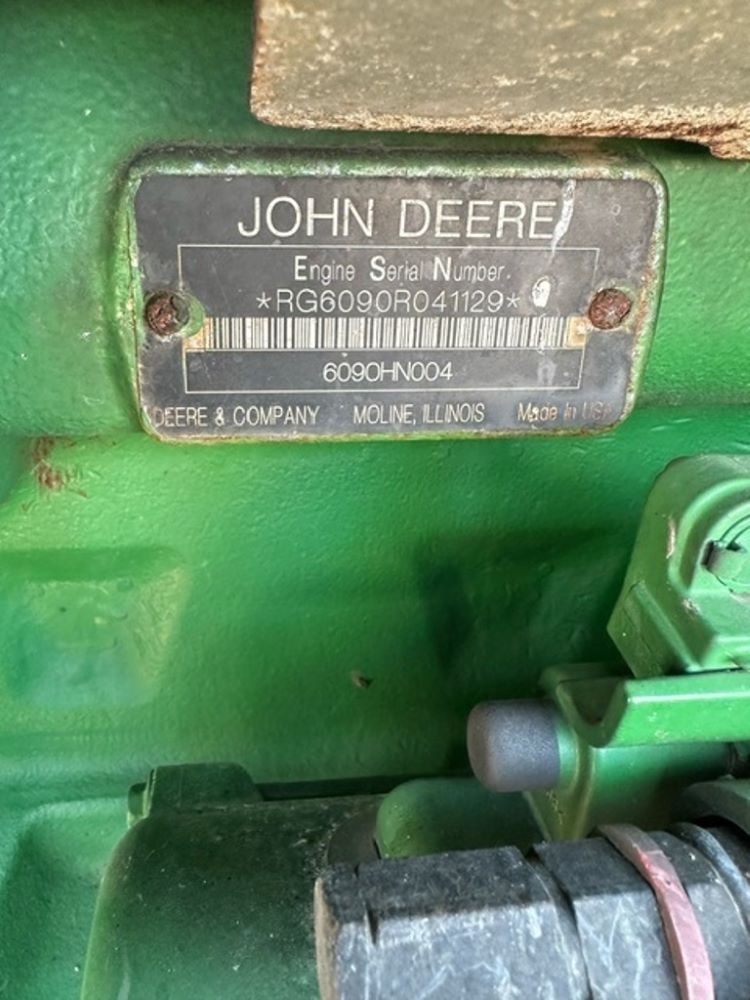 JOHN DEERE
Engine Serial Number
*RG6090R041129*
6090HN004
DEERE & COMPANY MOLINE, ILLINOIS Made in USA